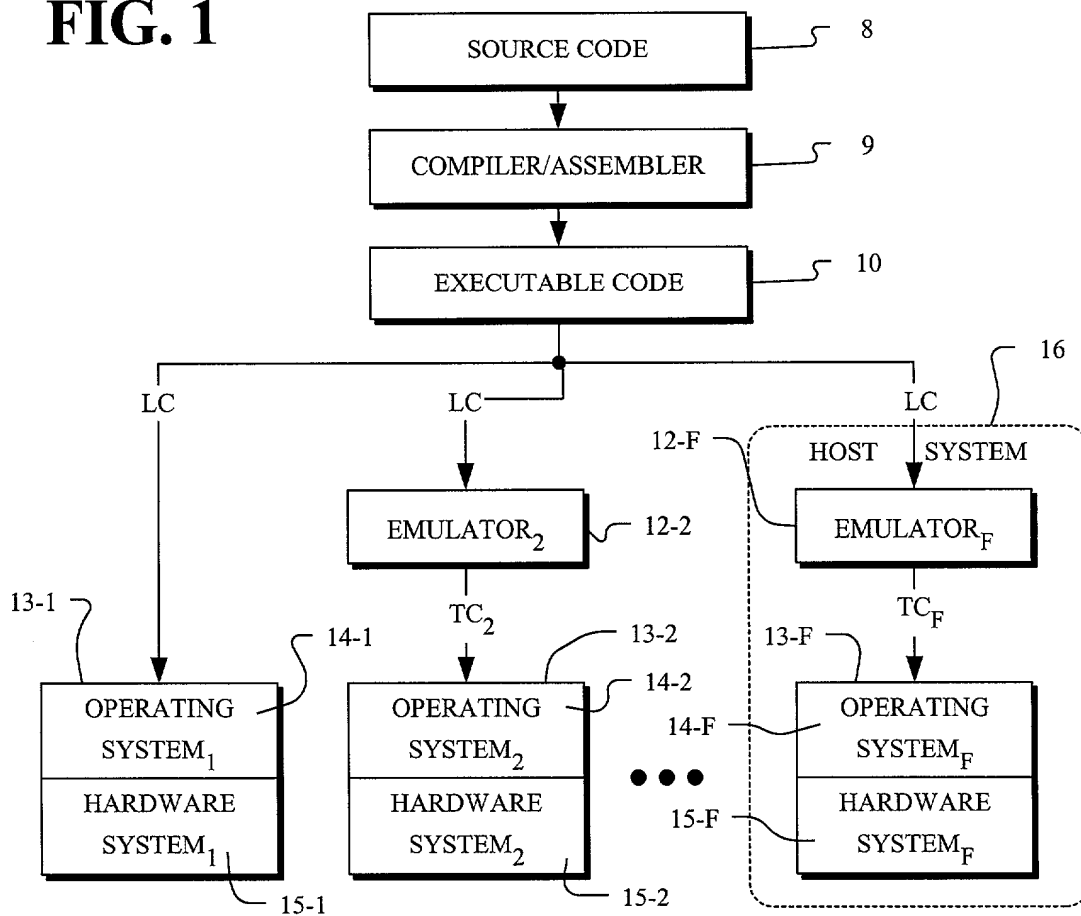 FIG. 1
SOURCE CODE
8
COMPILER/ASSEMBLER
9
EXECUTABLE CODE
10
16
LC
LC
LC
12-F
HOST SYSTEM
EMULATOR2
12-2
EMULATORF
13-1
TC2
TCF
14-1
13-2
13-F
OPERATING
SYSTEM1
OPERATING
SYSTEM2
14-2
14-F
OPERATING
SYSTEMF
HARDWARE
SYSTEM1
HARDWARE
SYSTEM2
15-F
HARDWARE
SYSTEMF
15-1
15-2